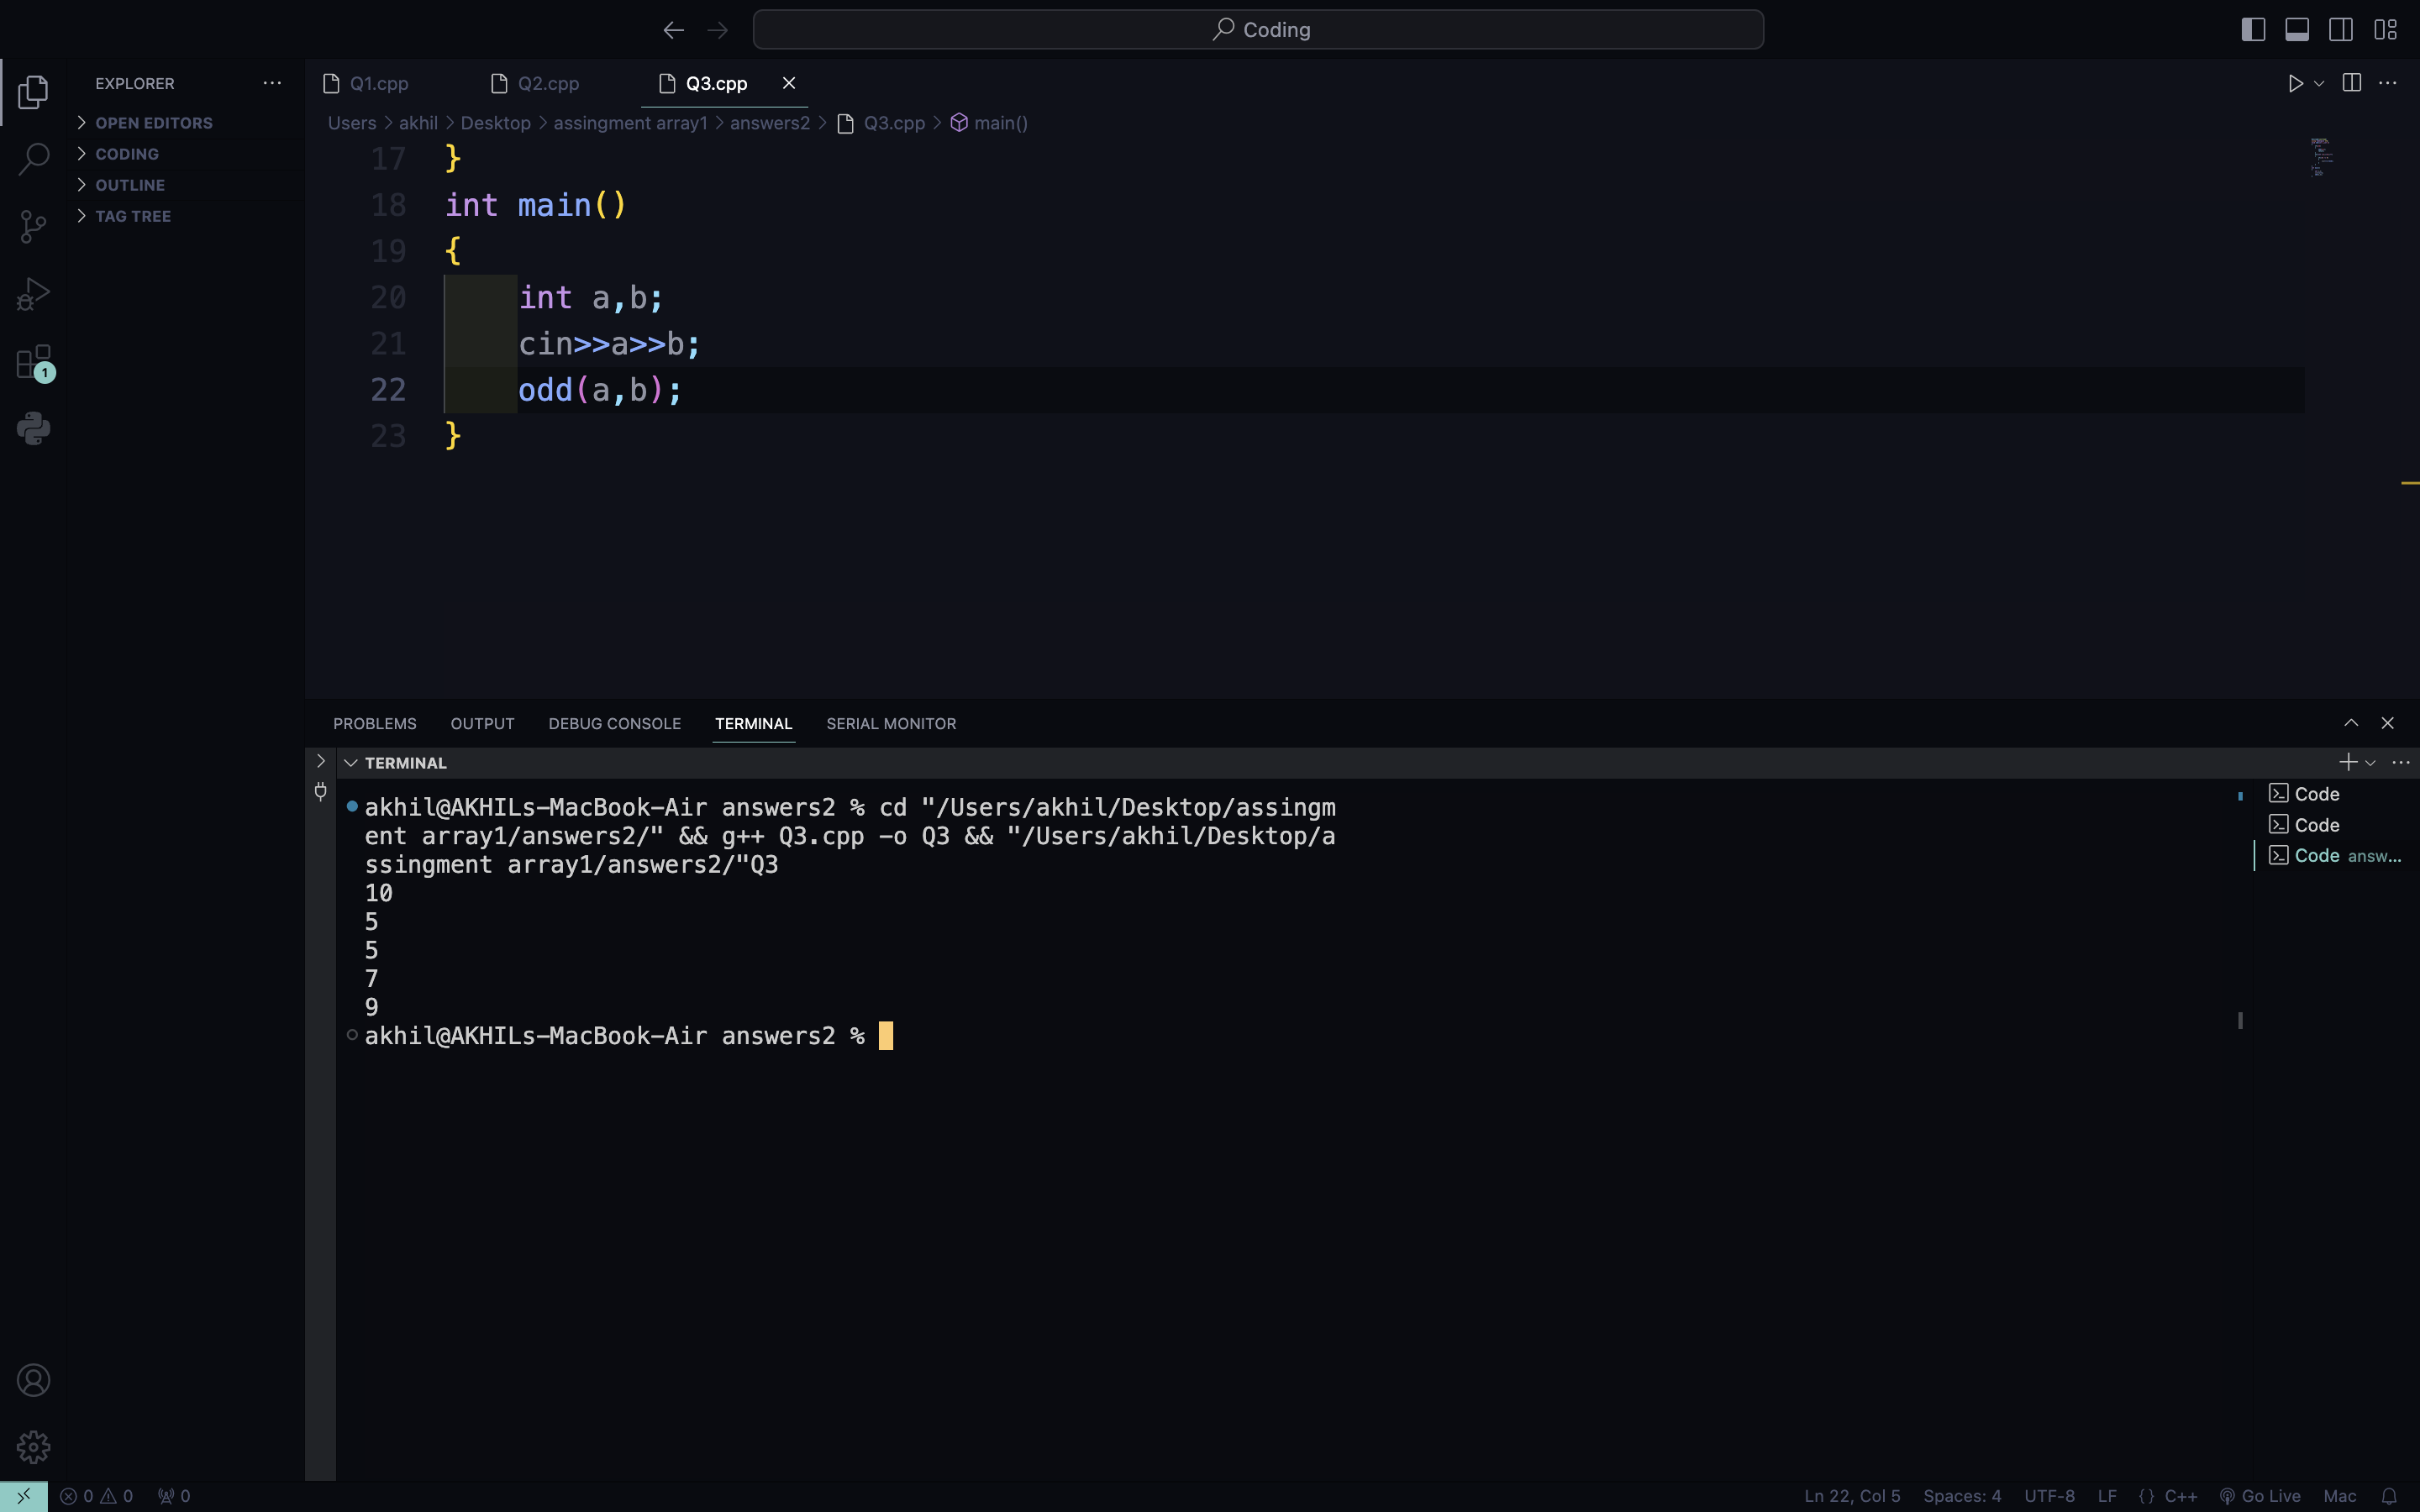 Coding
EXPLORER
OPEN EDITORS
CODING
OUTLINE
TAG TREE
1
Q1.cpp
Q2.cpp
Q3.cpp
Users > akhil > Desktop > assingment array1 > answers2 > Q3.cpp > main()
17 }
18 int main()
19 {
20 int a,b;
21 cin>>a>>b;
22 odd(a,b);
23 }
PROBLEMS OUTPUT DEBUG CONSOLE TERMINAL SERIAL MONITOR
TERMINAL
akhil@AKHILs-MacBook-Air answers2 % cd "/Users/akhil/Desktop/assingm
ent array1/answers2/" && g++ Q3.cpp -o Q3 && "/Users/akhil/Desktop/a
ssingment array1/answers2/"Q3
10
5
5
7
9
akhil@AKHILs-MacBook-Air answers2 %
Code
Code
Code answ...
0 0 0
Ln 22, Col 5 Spaces: 4 UTF-8 LF {} C++ Go Live Mac